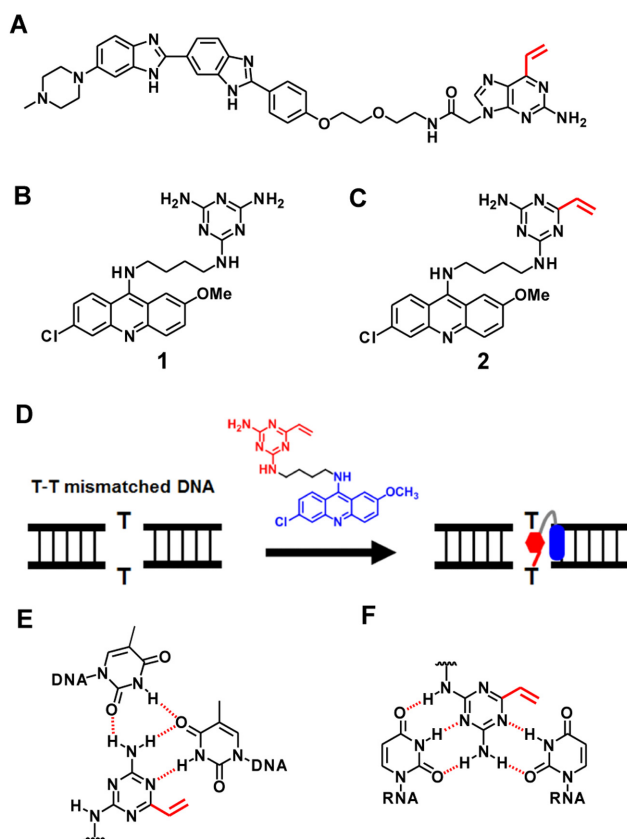 A
N N N N N
N N N N
N H N H O O N H O N N NH₂
B C
H₂N N NH₂ H₂N N
N N N N
HN NH HN NH
OMe OMe
Cl N Cl N
1 2
D
H₂N N
N N
HN NH
OCH₃
Cl N
T-T mismatched DNA
T T
T T
E F
O
DNA N N H
O O
H H N H N N DNA
N O
N N
H N N
H N N N
O N N
N H N H N
O H H O
N N
RNA RNA